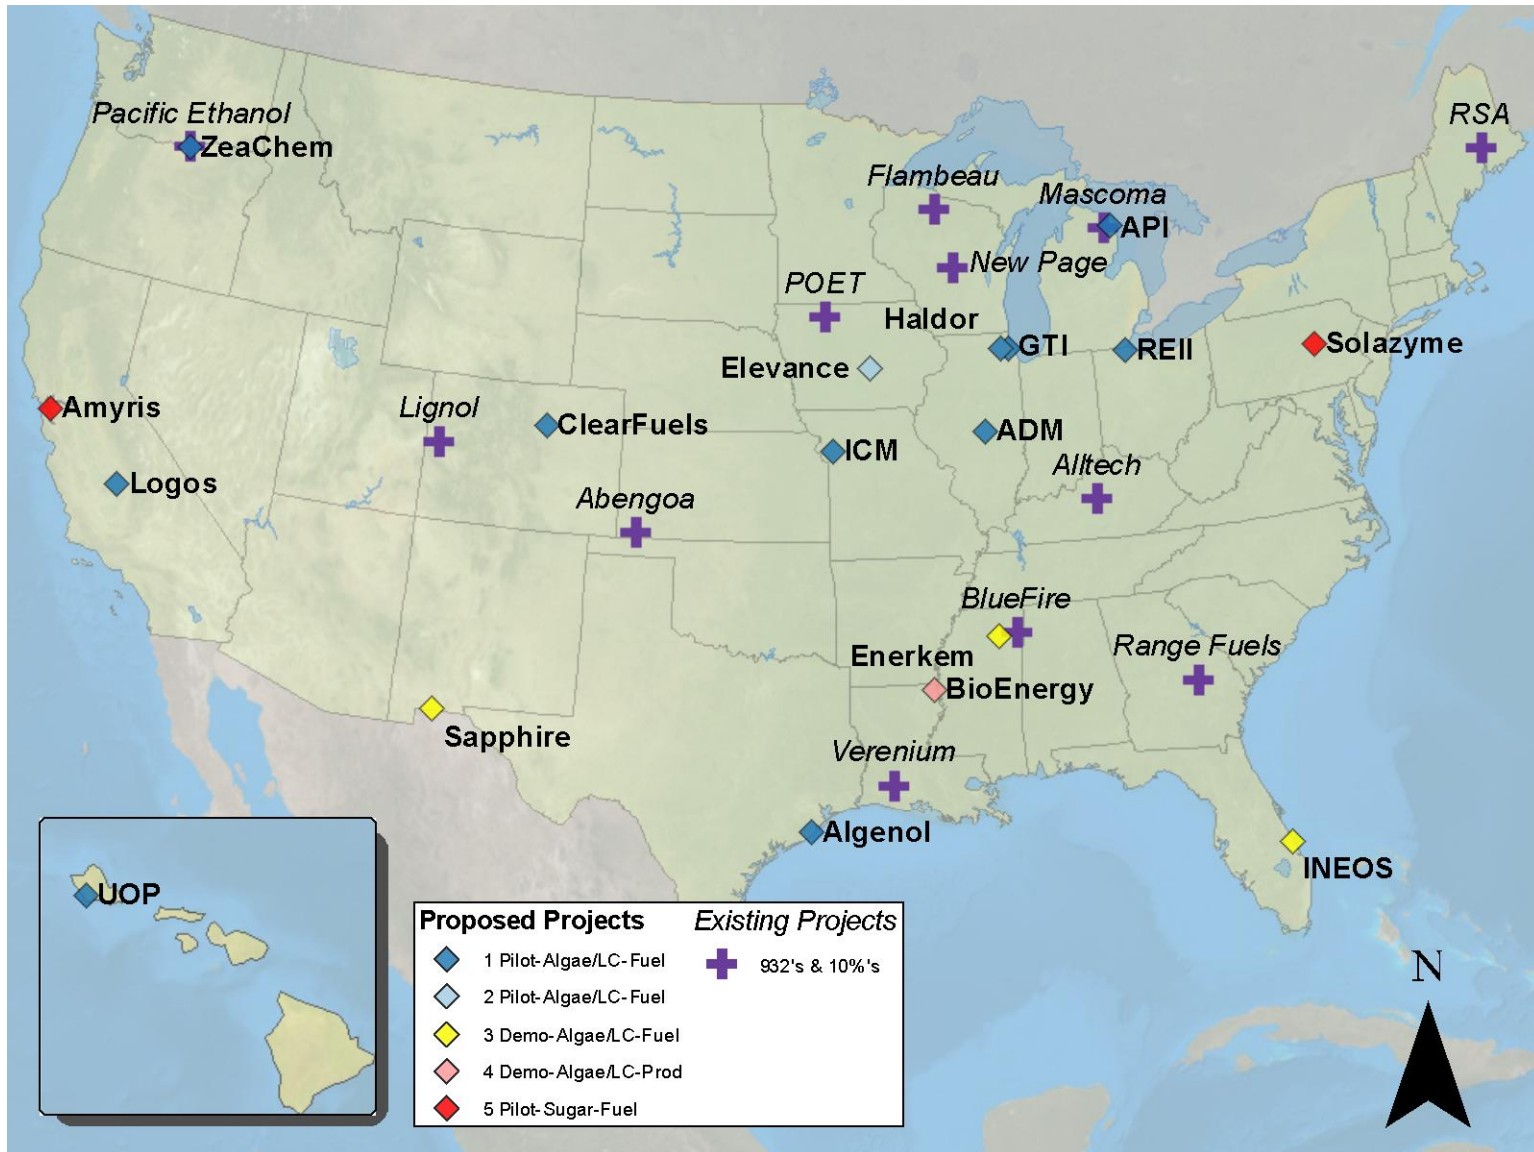 Pacific Ethanol
ZeaChem
RSA
Flambeau
Mascoma
API
New Page
POET
Haldor
GTI
REII
Solazyme
Elevance
Amyris
Lignol
ClearFuels
ICM
ADM
Alltech
Logos
Abengoa
BlueFire
Range Fuels
Enerkem
BioEnergy
Sapphire
Verenium
Algenol
INEOS
UOP
Proposed Projects
1 Pilot-Algae/LC-Fuel
2 Pilot-Algae/LC-Fuel
3 Demo-Algae/LC-Fuel
4 Demo-Algae/LC-Prod
5 Pilot-Sugar-Fuel
Existing Projects
932's & 10%'s
N